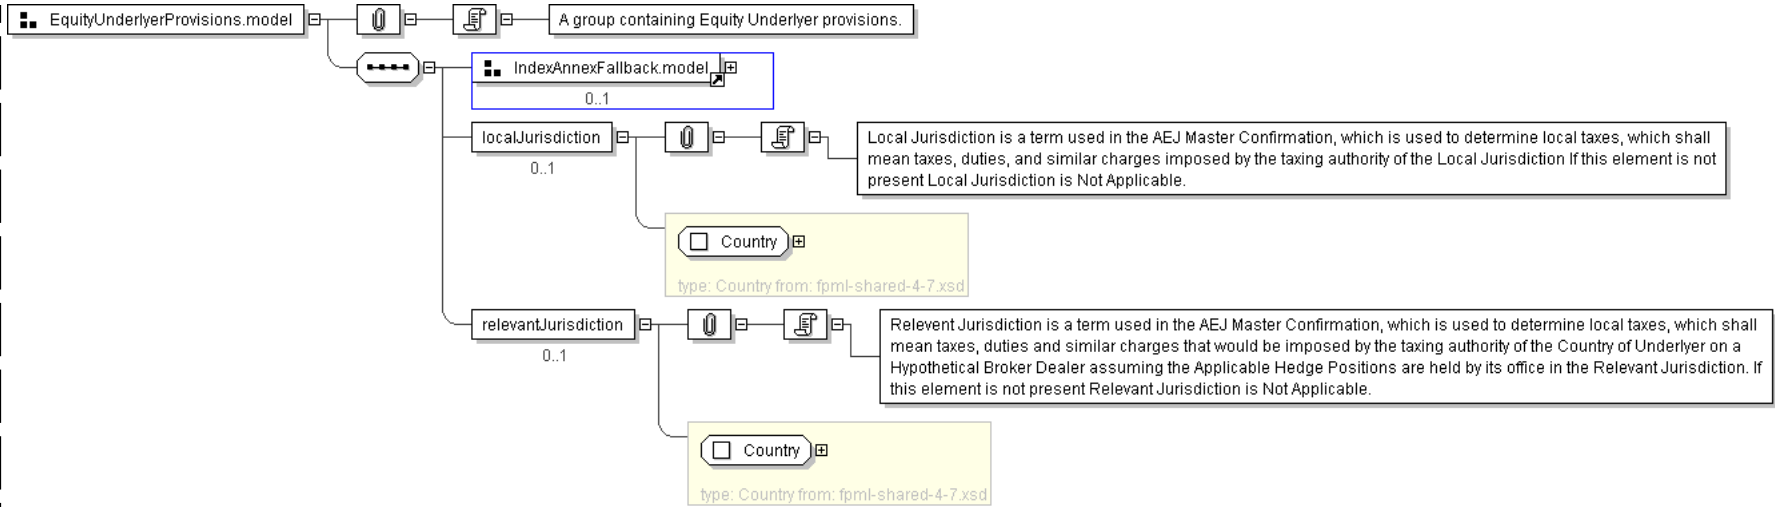 EquityUnderlyerProvisions.model
A group containing Equity Underlyer provisions.
IndexAnnexFallback.model
0..1
localJurisdiction
0..1
Local Jurisdiction is a term used in the AEJ Master Confirmation, which is used to determine local taxes, which shall
mean taxes, duties, and similar charges imposed by the taxing authority of the Local Jurisdiction If this element is not
present Local Jurisdiction is Not Applicable.
Country
type: Country from: fpml-shared-4-7.xsd
relevantJurisdiction
0..1
Relevent Jurisdiction is a term used in the AEJ Master Confirmation, which is used to determine local taxes, which shall
mean taxes, duties and similar charges that would be imposed by the taxing authority of the Country of Underlyer on a
Hypothetical Broker Dealer assuming the Applicable Hedge Positions are held by its office in the Relevant Jurisdiction. If
this element is not present Relevant Jurisdiction is Not Applicable.
Country
type: Country from: fpml-shared-4-7.xsd